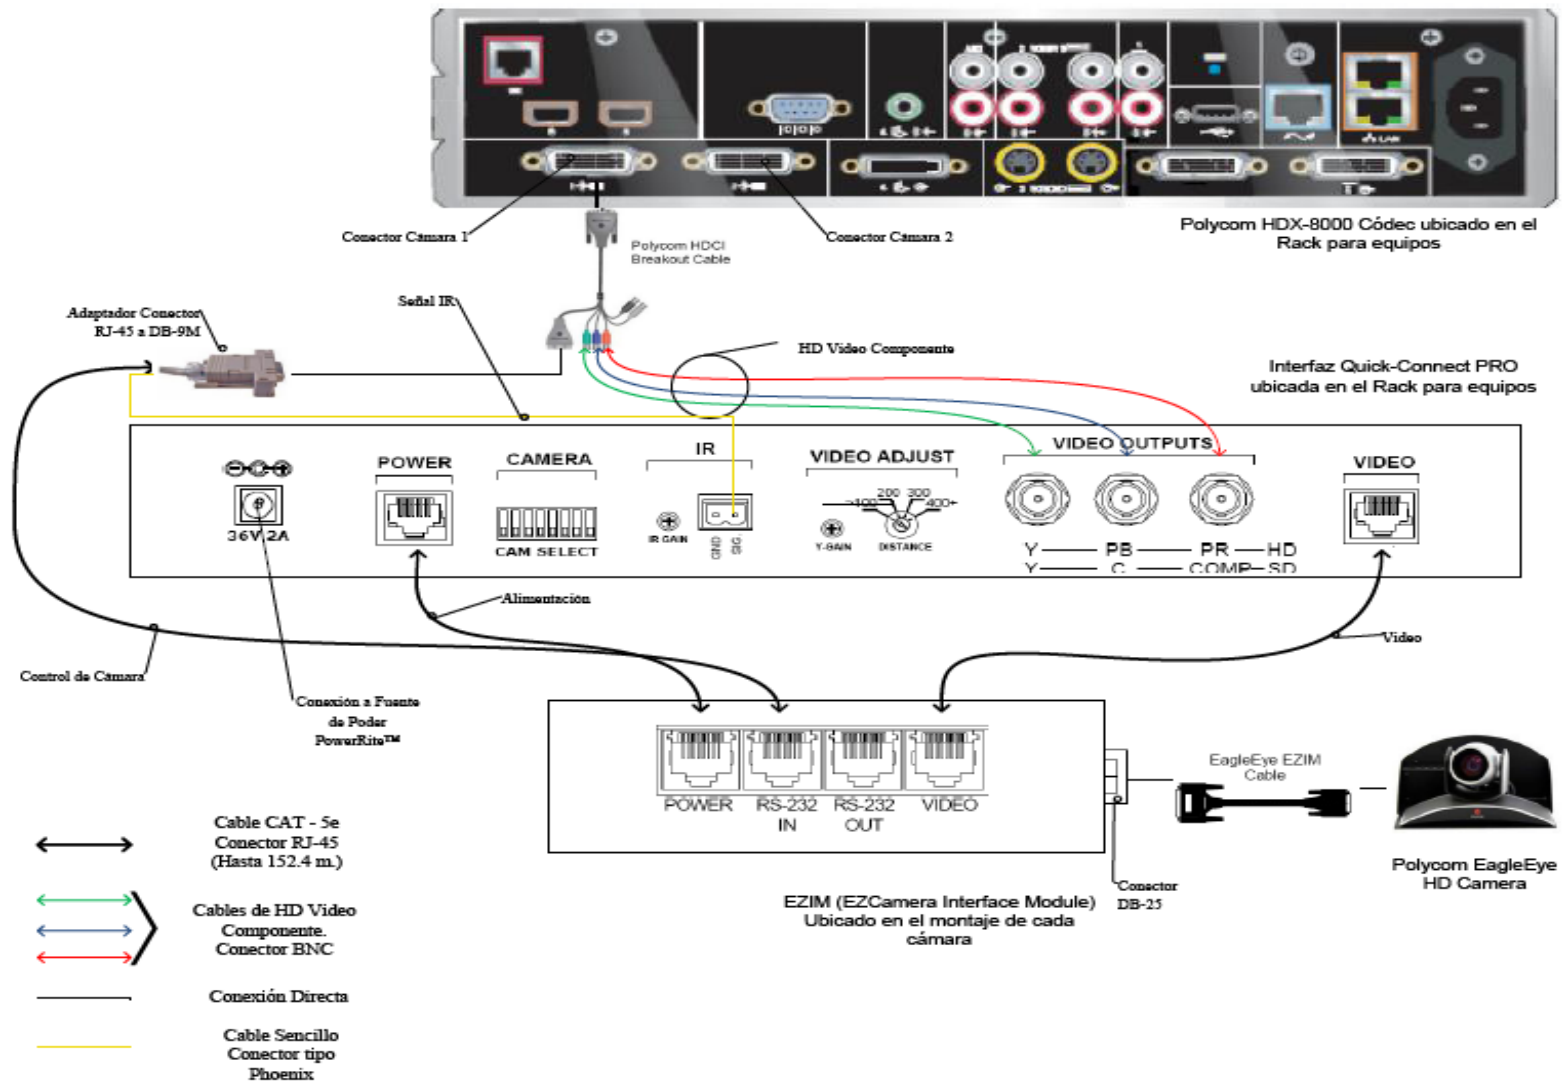 LAN
Polycom HDX-8000 Códec ubicado en el
Rack para equipos
Conector Cámara 1
Polycom HDCI
Breakout Cable
Conector Cámara 2
Señal IR
Adaptador Conector
RJ-45 a DB-9M
HD Video Componente
Interfaz Quick-Connect PRO
ubicada en el Rack para equipos
36V,2A
POWER
CAMERA
CAM SELECT
IR
IR GAIN
GND
SIG.
VIDEO ADJUST
>100
200
300
400+
Y-GAIN
DISTANCE
VIDEO OUTPUTS
Y PB PR HD
Y C COMP SD
VIDEO
Alimentación
Video
Control de Cámara
Conexión a Fuente
de Poder
PowerRite™
POWER
RS-232
IN
RS-232
OUT
VIDEO
EagleEye EZIM
Cable
Polycom EagleEye
HD Camera
Conector
DB-25
EZIM (EZCamera Interface Module)
Ubicado en el montaje de cada
cámara
Cable CAT - 5e
Conector RJ-45
(Hasta 152.4 m.)
Cables de HD Video
Componente.
Conector BNC
Conexión Directa
Cable Sencillo
Conector tipo
Phoenix